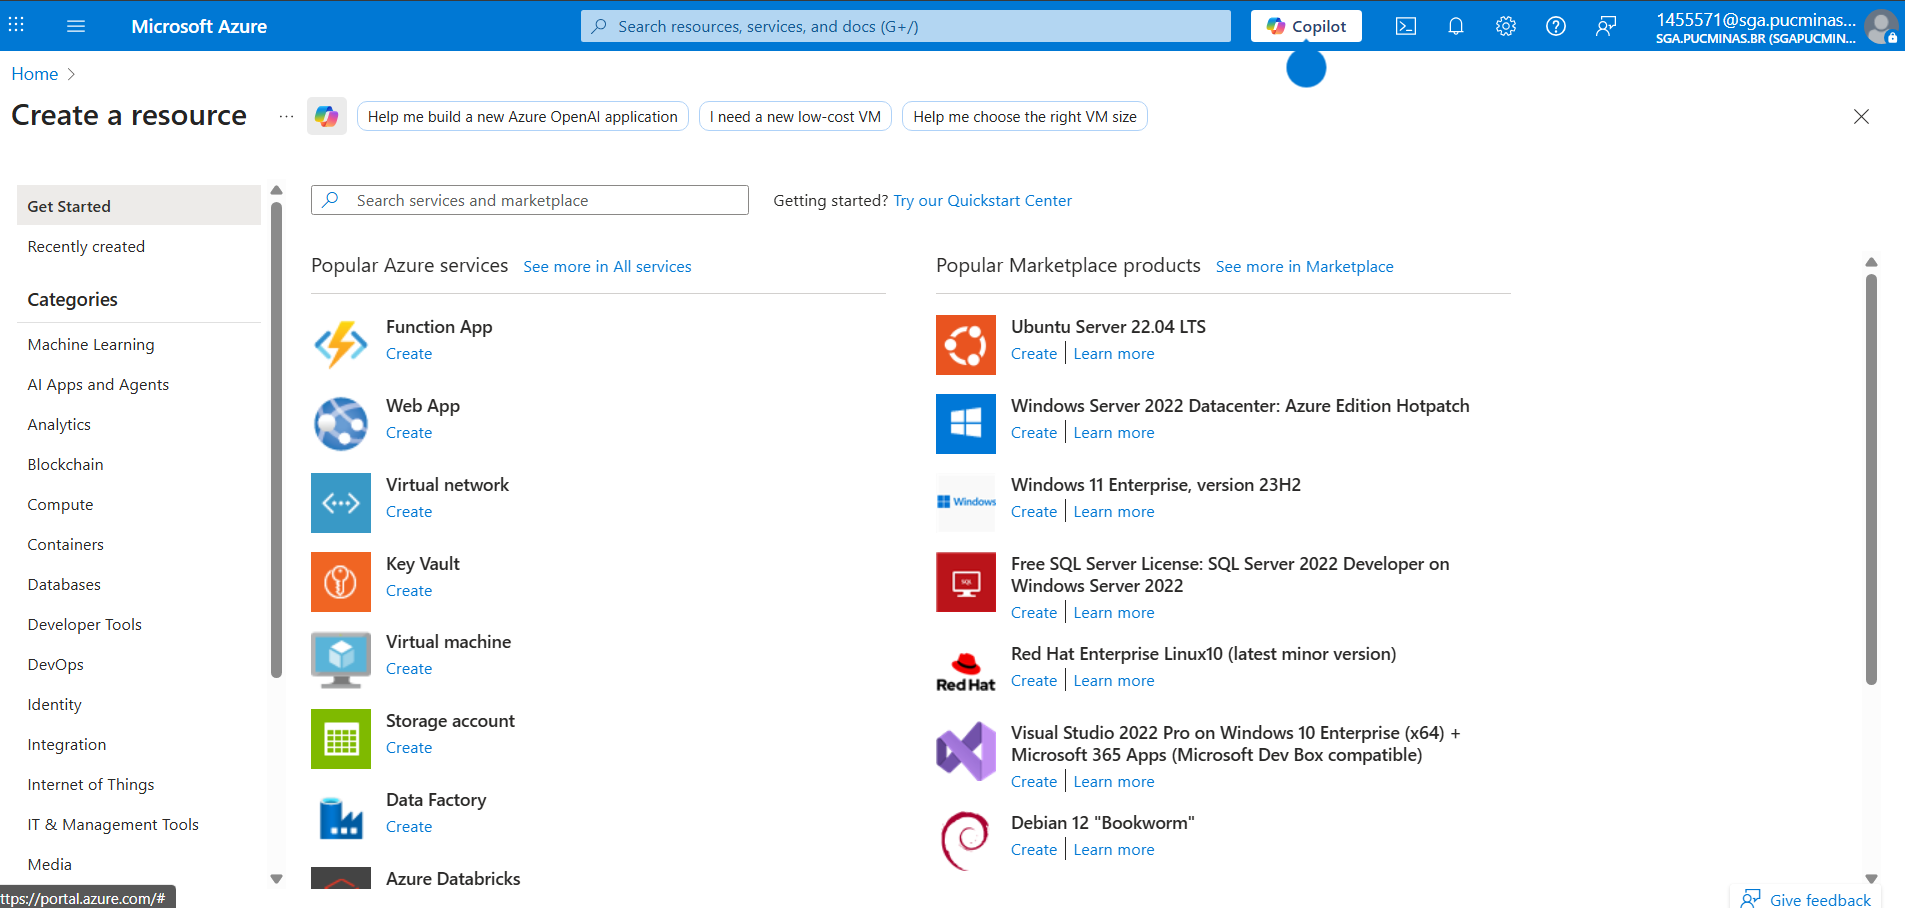 Microsoft Azure
Search resources, services, and docs (G+/)
Copilot
1455571@sga.pucminas...
SGA.PUCMINAS.BR (SGAPUCMIN...
Home
Create a resource
...
Help me build a new Azure OpenAI application
I need a new low-cost VM
Help me choose the right VM size
Get Started
Recently created
Categories
Machine Learning
AI Apps and Agents
Analytics
Blockchain
Compute
Containers
Databases
Developer Tools
DevOps
Identity
Integration
Internet of Things
IT & Management Tools
Media
Search services and marketplace
Getting started? Try our Quickstart Center
Popular Azure services See more in All services
Function App
Create
Web App
Create
Virtual network
Create
Key Vault
Create
Virtual machine
Create
Storage account
Create
Data Factory
Create
Azure Databricks
Popular Marketplace products See more in Marketplace
Ubuntu Server 22.04 LTS
Create | Learn more
Windows Server 2022 Datacenter: Azure Edition Hotpatch
Create | Learn more
Windows
Windows 11 Enterprise, version 23H2
Create | Learn more
SQL
Free SQL Server License: SQL Server 2022 Developer on
Windows Server 2022
Create | Learn more
Red Hat
Red Hat Enterprise Linux10 (latest minor version)
Create | Learn more
Visual Studio 2022 Pro on Windows 10 Enterprise (x64) +
Microsoft 365 Apps (Microsoft Dev Box compatible)
Create | Learn more
Debian 12 "Bookworm"
Create | Learn more
ttps://portal.azure.com/#
Give feedback